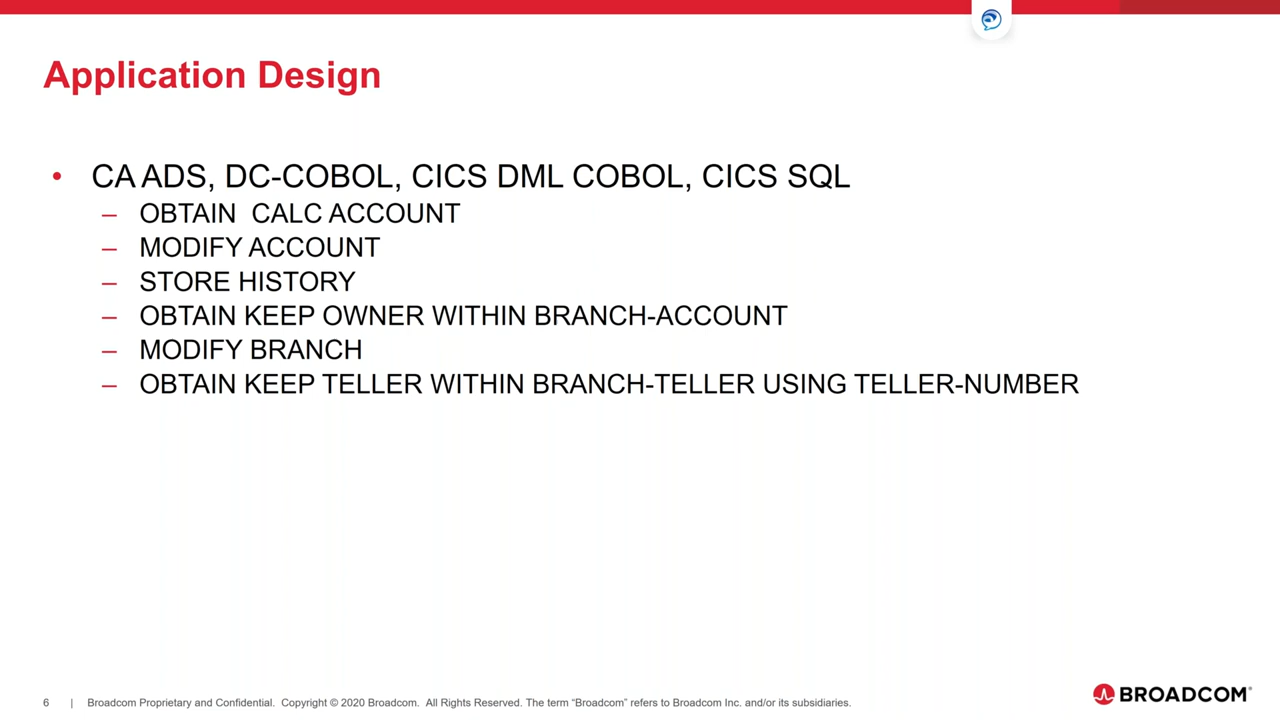 Application Design
• CA ADS, DC-COBOL, CICS DML COBOL, CICS SQL
– OBTAIN  CALC ACCOUNT
– MODIFY ACCOUNT
– STORE HISTORY
– OBTAIN KEEP OWNER WITHIN BRANCH-ACCOUNT
– MODIFY BRANCH
– OBTAIN KEEP TELLER WITHIN BRANCH-TELLER USING TELLER-NUMBER
6 | Broadcom Proprietary and Confidential.  Copyright © 2020 Broadcom.  All Rights Reserved. The term “Broadcom” refers to Broadcom Inc. and/or its subsidiaries.
BROADCOM®